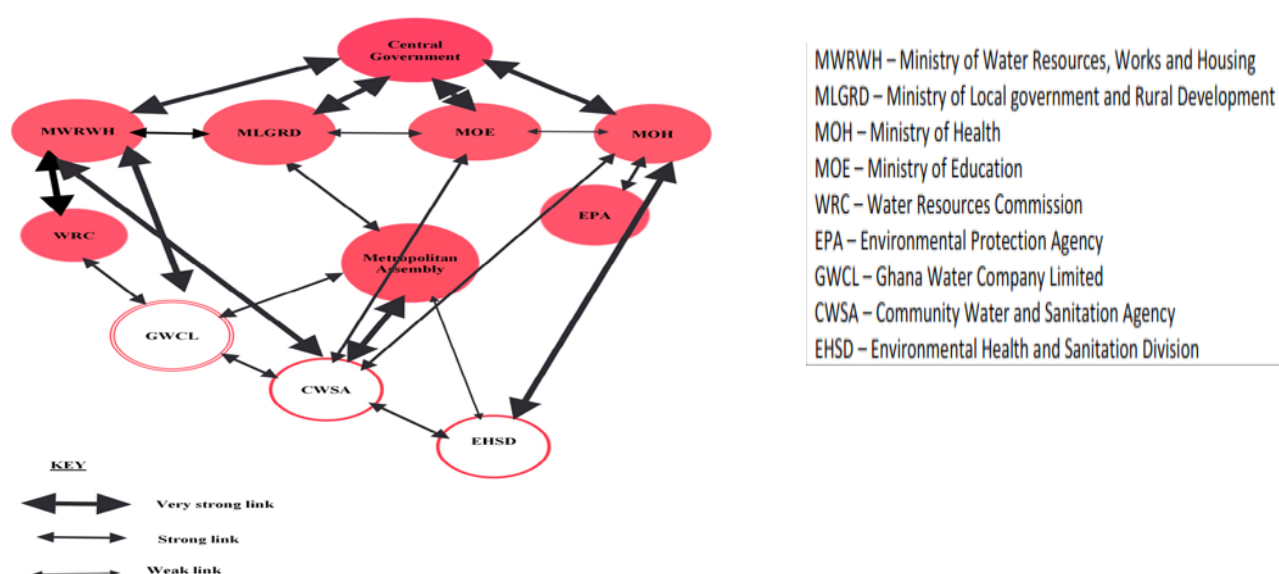 Central
Government
MWRWH
MLGRD
MOE
MOH
WRC
EPA
Metropolitan
Assembly
GWCL
CWSA
EHSD
KEY
Very strong link
Strong link
Weak link
MWRWH – Ministry of Water Resources, Works and Housing
MLGRD – Ministry of Local government and Rural Development
MOH – Ministry of Health
MOE – Ministry of Education
WRC – Water Resources Commission
EPA – Environmental Protection Agency
GWCL – Ghana Water Company Limited
CWSA – Community Water and Sanitation Agency
EHSD – Environmental Health and Sanitation Division